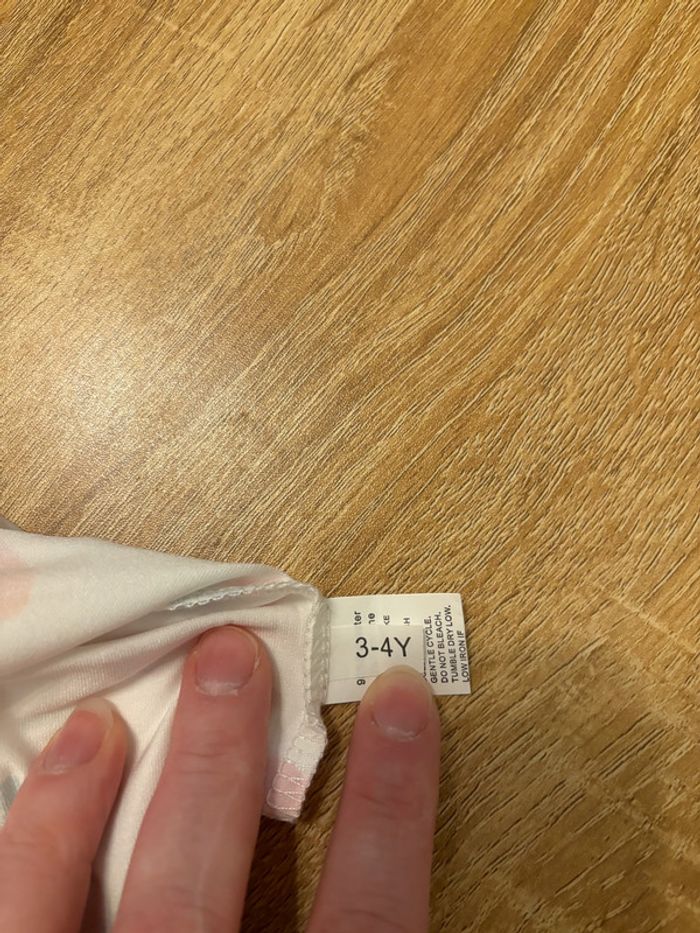 3-4Y
GENTLE CYCLE.
DO NOT BLEACH.
TUMBLE DRY LOW.
LOW IRON IF